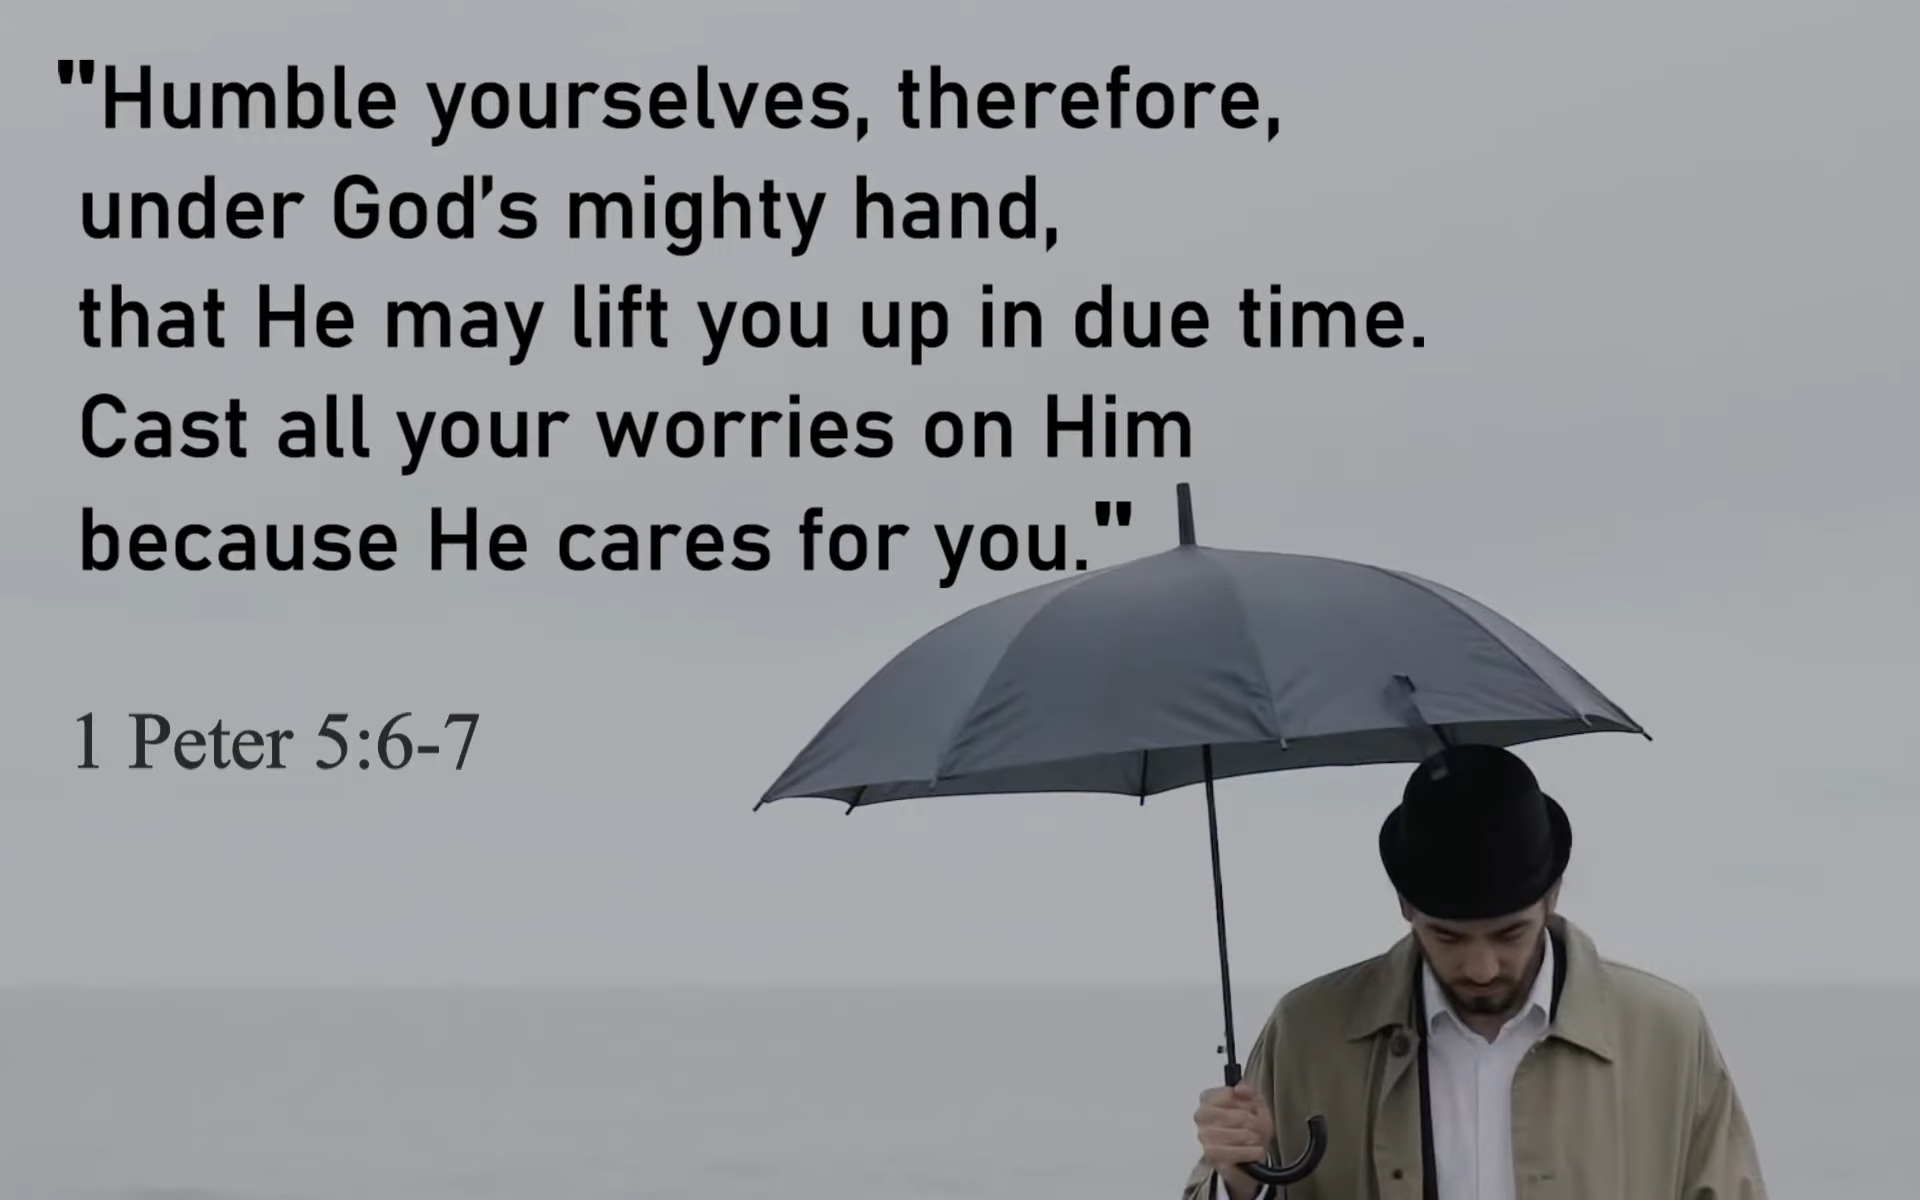 "Humble yourselves, therefore,
under God’s mighty hand,
that He may lift you up in due time.
Cast all your worries on Him
because He cares for you."
1 Peter 5:6-7